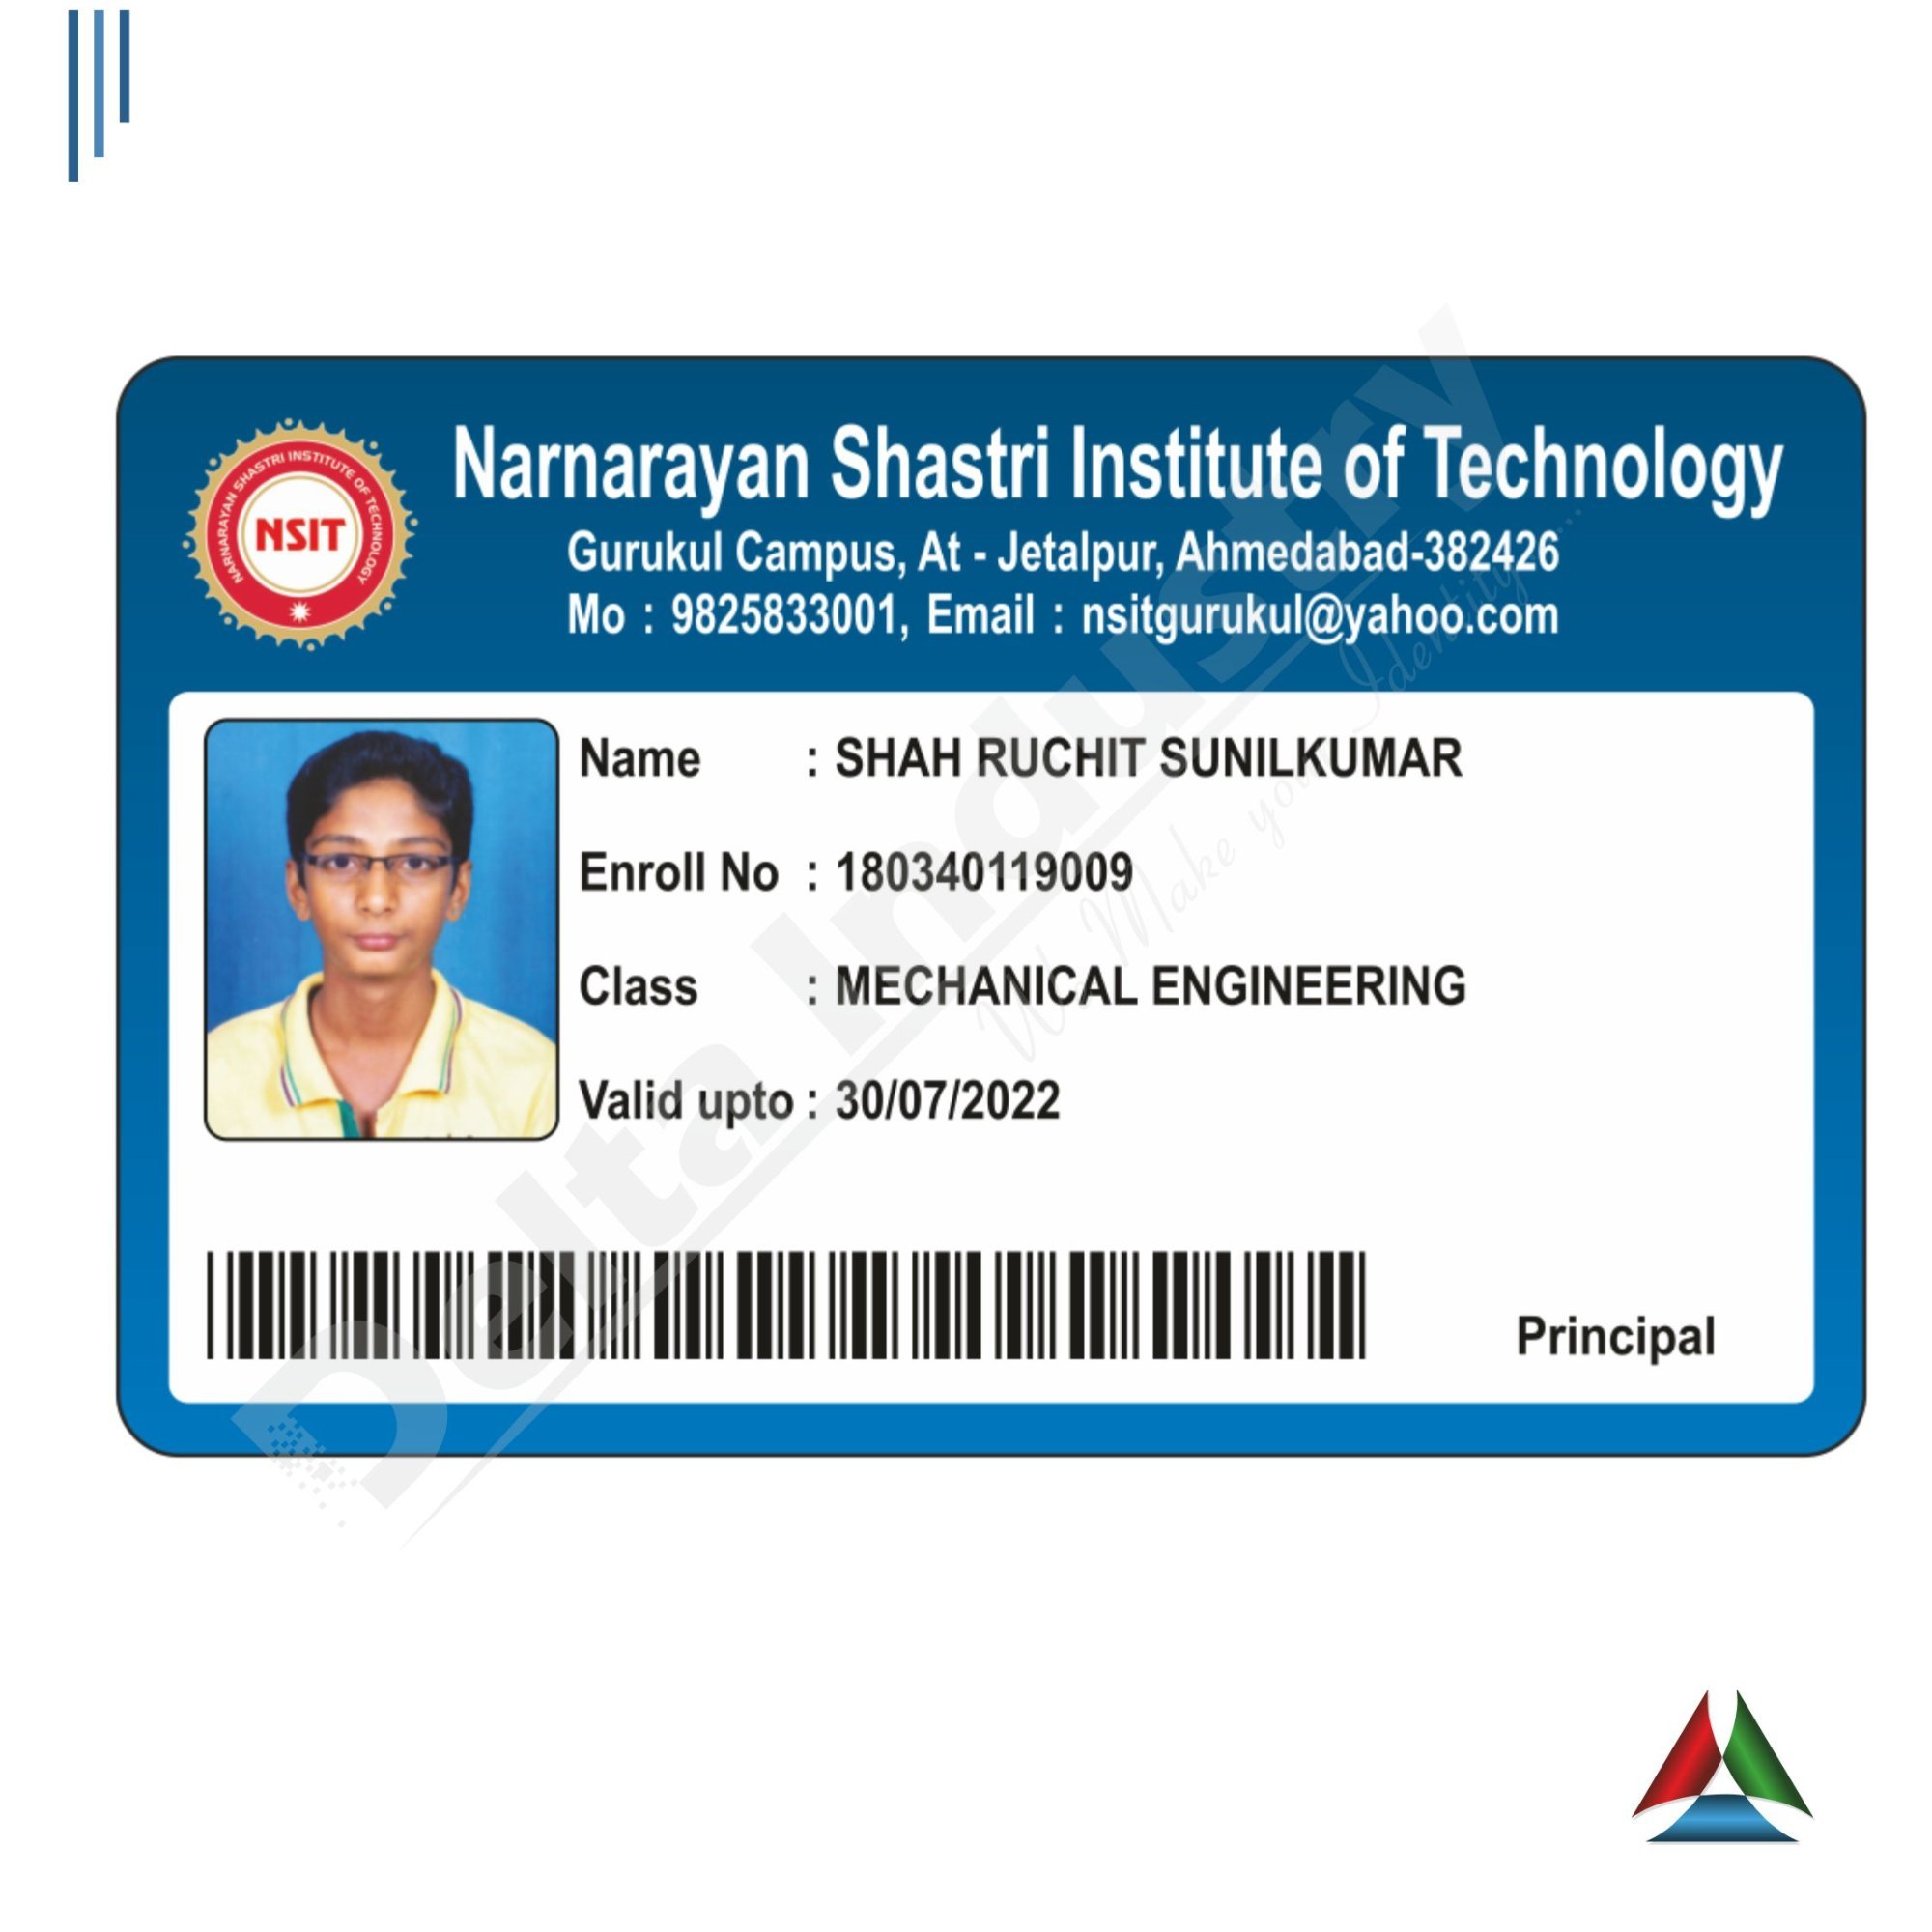 Narnarayan Shastri Institute of Technology
Gurukul Campus, At - Jetalpur, Ahmedabad-382426
Mo : 9825833001, Email : nsitgurukul@yahoo.com
NARNARAYAN SHASTRI INSTITUTE OF TECHNOLOGY
NSIT
Name : SHAH RUCHIT SUNILKUMAR
Enroll No : 180340119009
Class : MECHANICAL ENGINEERING
Valid upto : 30/07/2022
Principal
Delta Industry
W Make your Identity...